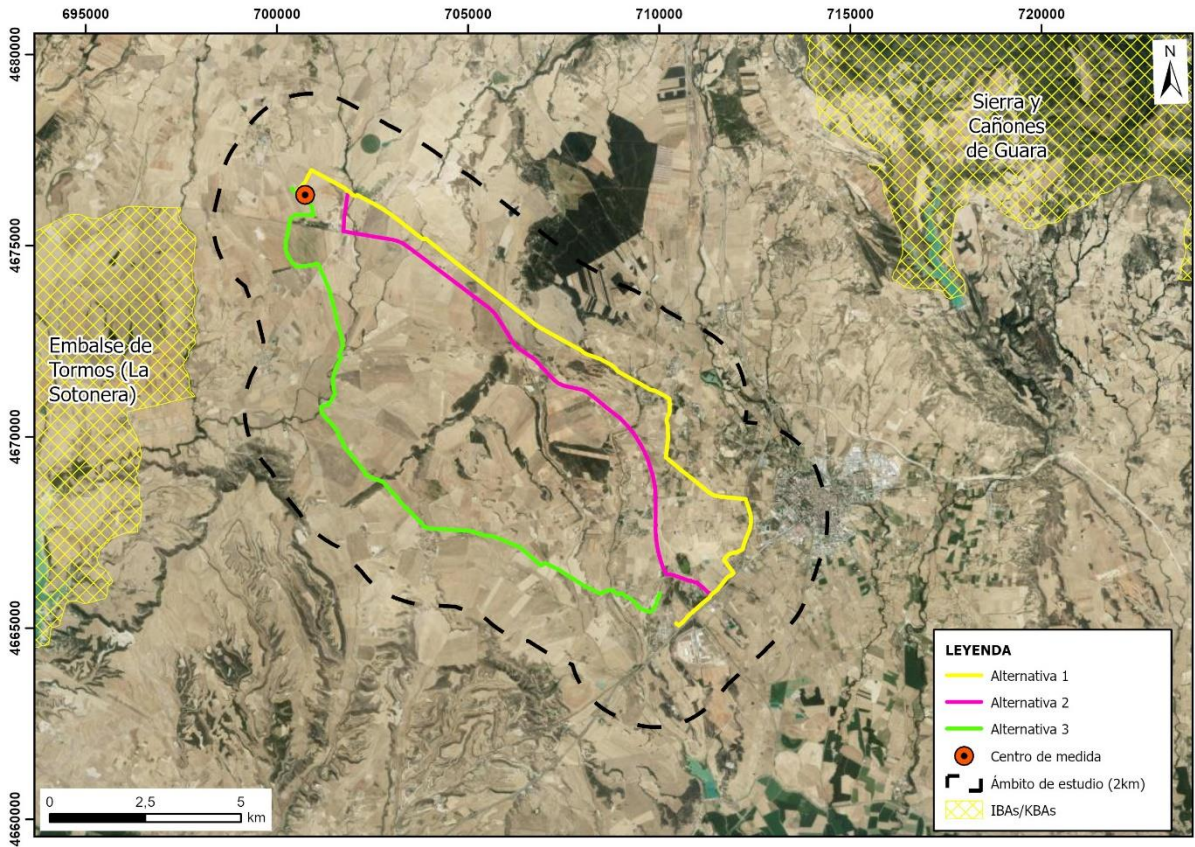 695000
700000
705000
710000
715000
720000
4680000
4675000
4670000
4665000
4660000
N
Sierra y
Cañones
de Guara
Embalse de
Tormos (La
Sotonera)
LEYENDA
Alternativa 1
Alternativa 2
Alternativa 3
Centro de medida
Ámbito de estudio (2km)
IBAs/KBAs
0 2,5 5
km